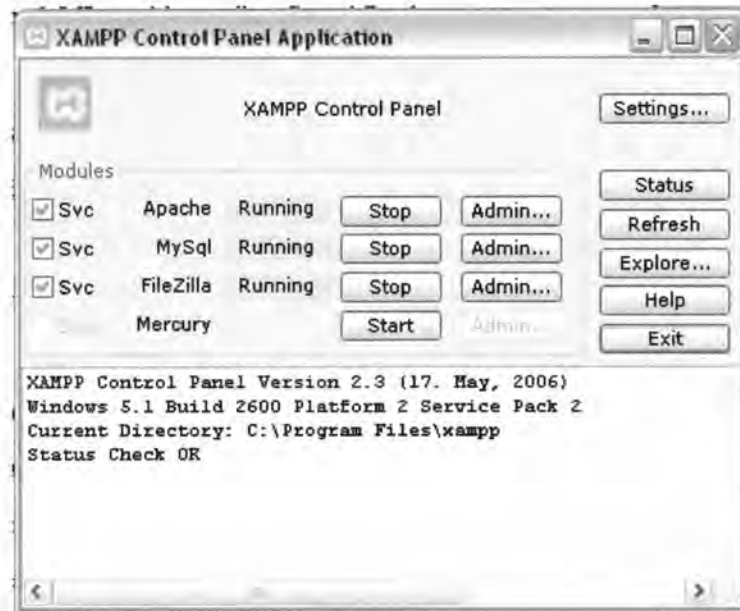 XAMPP Control Panel Application
XAMPP Control Panel
Settings...
Modules
Svc Apache Running Stop Admin...
Svc MySql Running Stop Admin...
Svc FileZilla Running Stop Admin...
Mercury Start Admin...
Status
Refresh
Explore...
Help
Exit
XAMPP Control Panel Version 2.3 (17. May, 2006)
Windows 5.1 Build 2600 Platform 2 Service Pack 2
Current Directory: C:\Program Files\xampp
Status Check OK